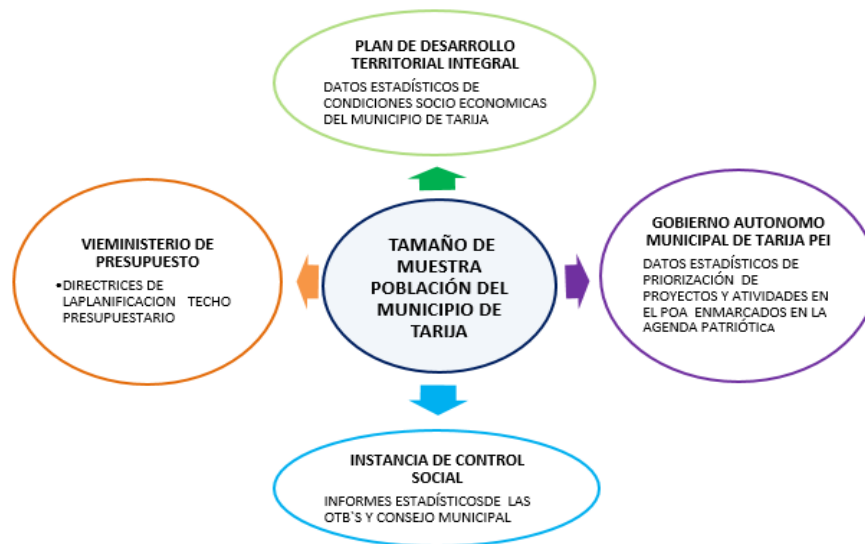 PLAN DE DESARROLLO
TERRITORIAL INTEGRAL
DATOS ESTADÍSTICOS DE
CONDICIONES SOCIO ECONOMICAS
DEL MUNICIPIO DE TARIJA
VIEMINISTERIO DE
PRESUPUESTO
•DIRECTRICES DE
LAPLANIFICACION TECHO
PRESUPUESTARIO
TAMAÑO DE
MUESTRA
POBLACIÓN DEL
MUNICIPIO DE
TARIJA
GOBIERNO AUTONOMO
MUNICIPAL DE TARIJA PEI
DATOS ESTADÍSTICOS DE
PRIORIZACIÓN DE
PROYECTOS Y ATIVIDADES EN
EL POA ENMARCADOS EN LA
AGENDA PATRIÓTICA
INSTANCIA DE CONTROL
SOCIAL
INFORMES ESTADÍSTICOSDE LAS
OTB`S Y CONSEJO MUNICIPAL